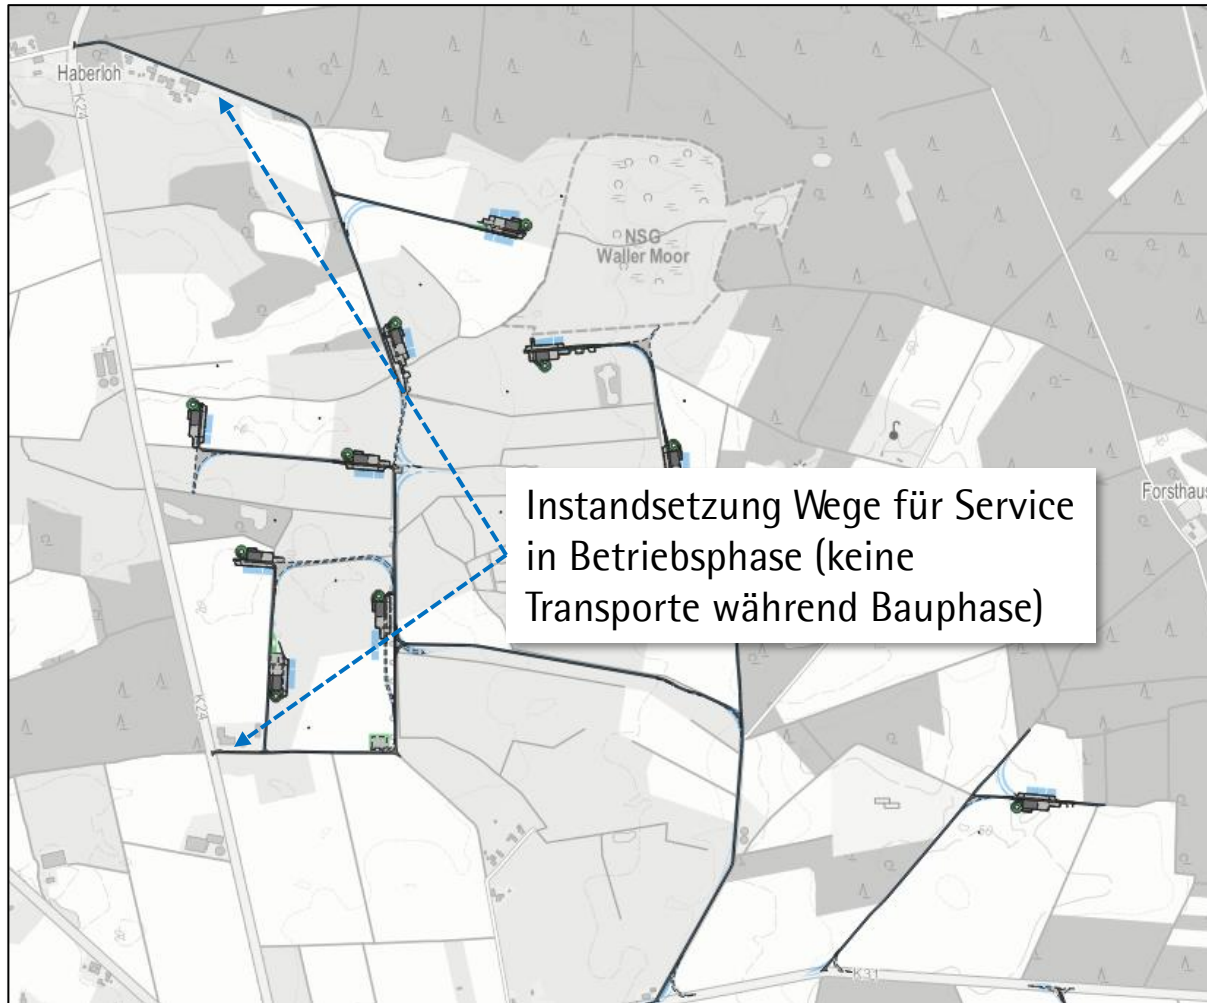 Haberloh
K24
NSG
Waller Moor
Instandsetzung Wege für Service
in Betriebsphase (keine
Transporte während Bauphase)
Forsthaus
K24
K31